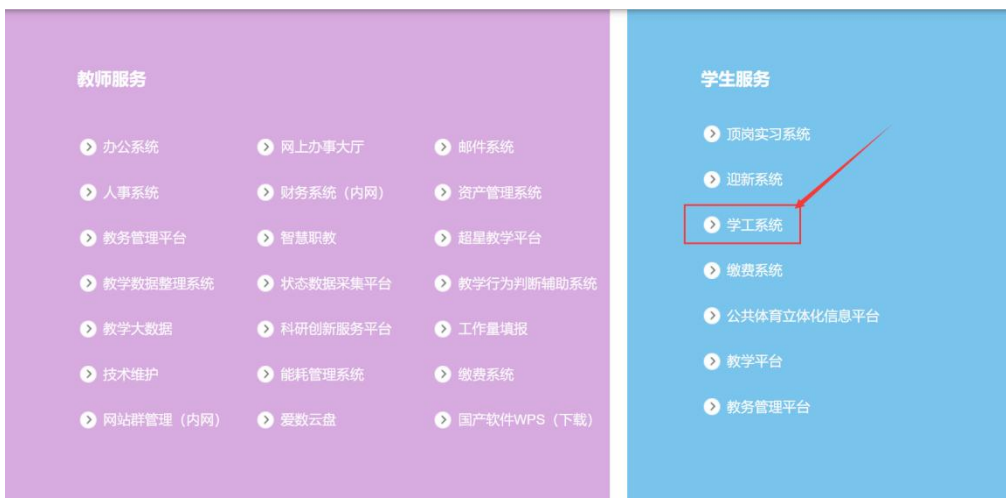 教师服务
办公系统
网上办事大厅
邮件系统
人事系统
财务系统（内网）
资产管理系统
教务管理平台
智慧职教
超星教学平台
教学数据整理系统
状态数据采集平台
教学行为判断辅助系统
教学大数据
科研创新服务平台
工作量填报
技术维护
能耗管理系统
缴费系统
网站群管理（内网）
爱数云盘
国产软件WPS（下载）
学生服务
顶岗实习系统
迎新系统
学工系统
缴费系统
公共体育立体化信息平台
教学平台
教务管理平台